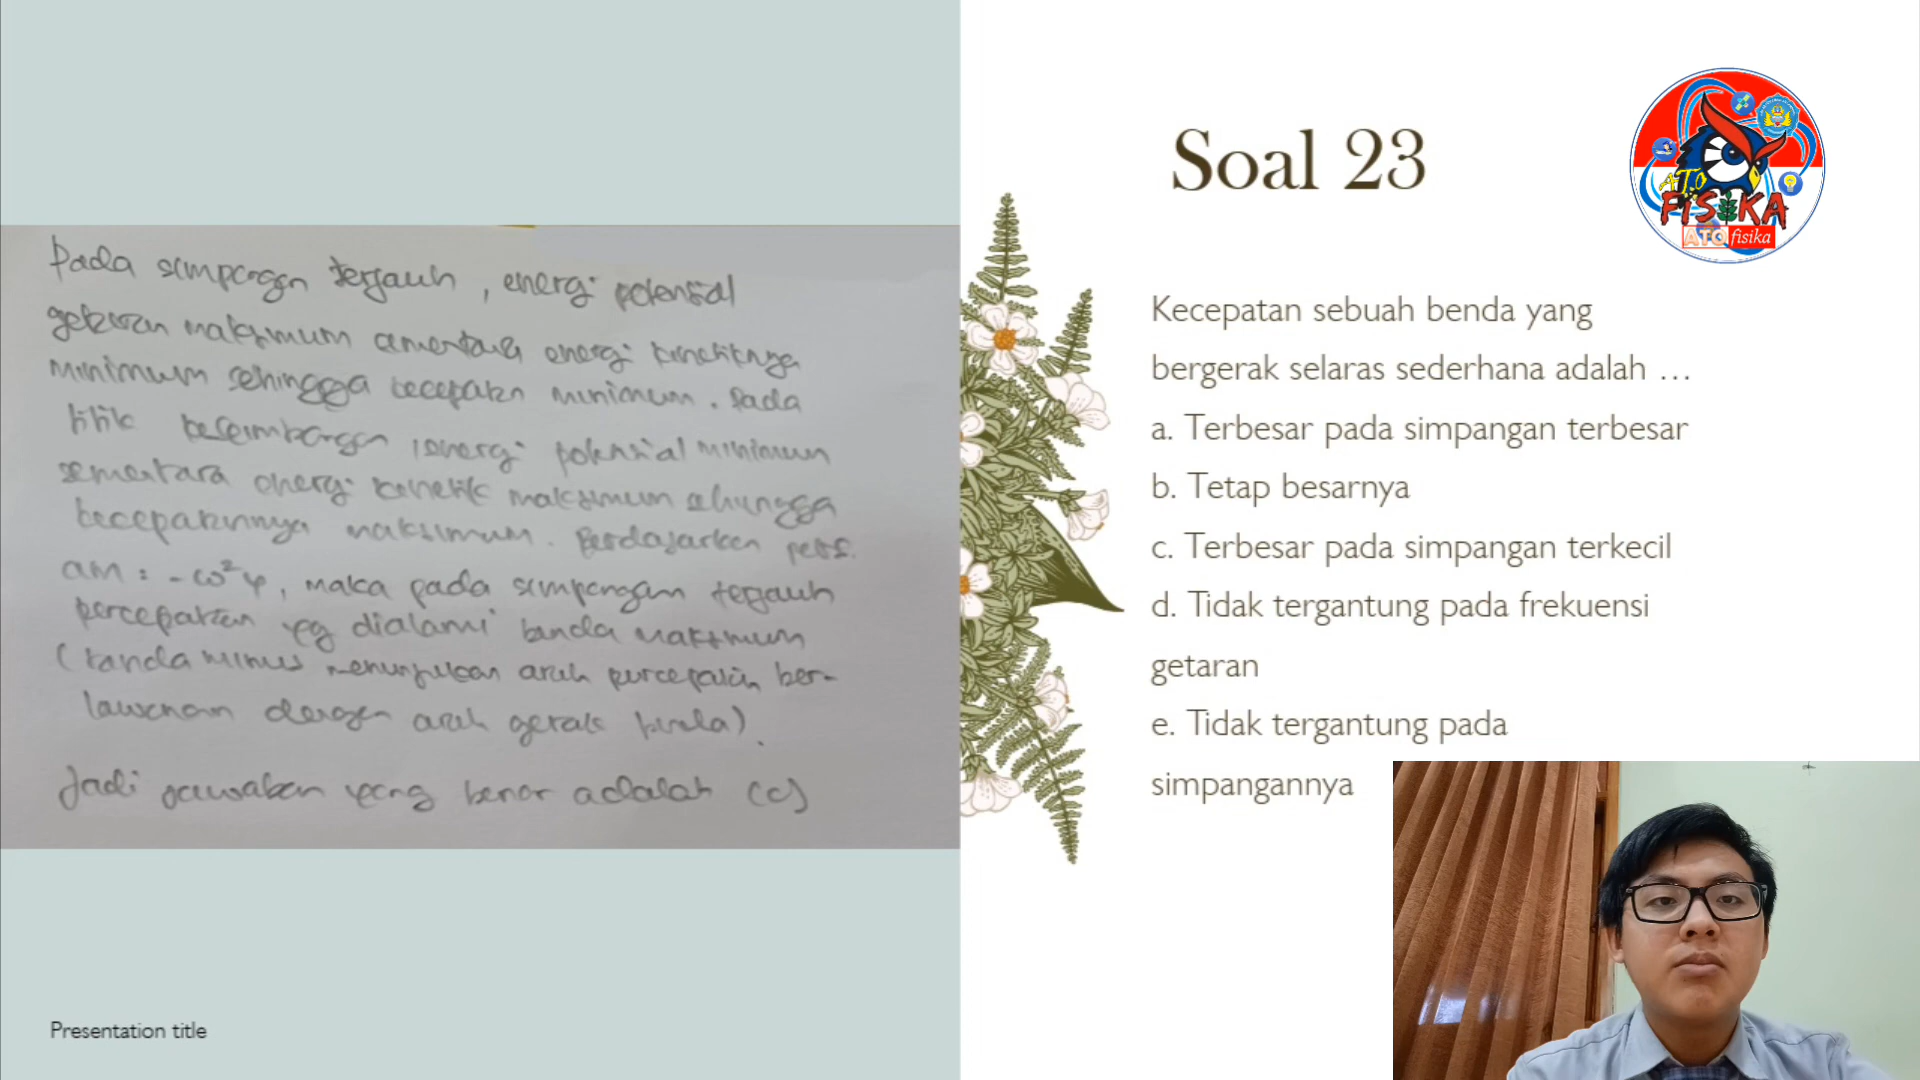 Pada simpangan terjauh, energi potensial
getaran maksimum sementara energi kinetiknya
minimum sehingga kecepatan minimum. Pada
titik keseimbangan, energi potensial minimum
sementara energi kinetik maksimum sehingga
kecepatannya maksimum. Berdasarkan pers.
am = -ω²y, maka pada simpangan terjauh
percepatan yg dialami benda maksimum
(tanda minus menunjukan arah percepatan ber-
lawanan dengan arah gerak benda).
Jadi jawaban yang benar adalah (c)
Presentation title
Soal 23
ATO
FISIKA
ATO fisika
Kecepatan sebuah benda yang
bergerak selaras sederhana adalah ...
a. Terbesar pada simpangan terbesar
b. Tetap besarnya
c. Terbesar pada simpangan terkecil
d. Tidak tergantung pada frekuensi
getaran
e. Tidak tergantung pada
simpangannya